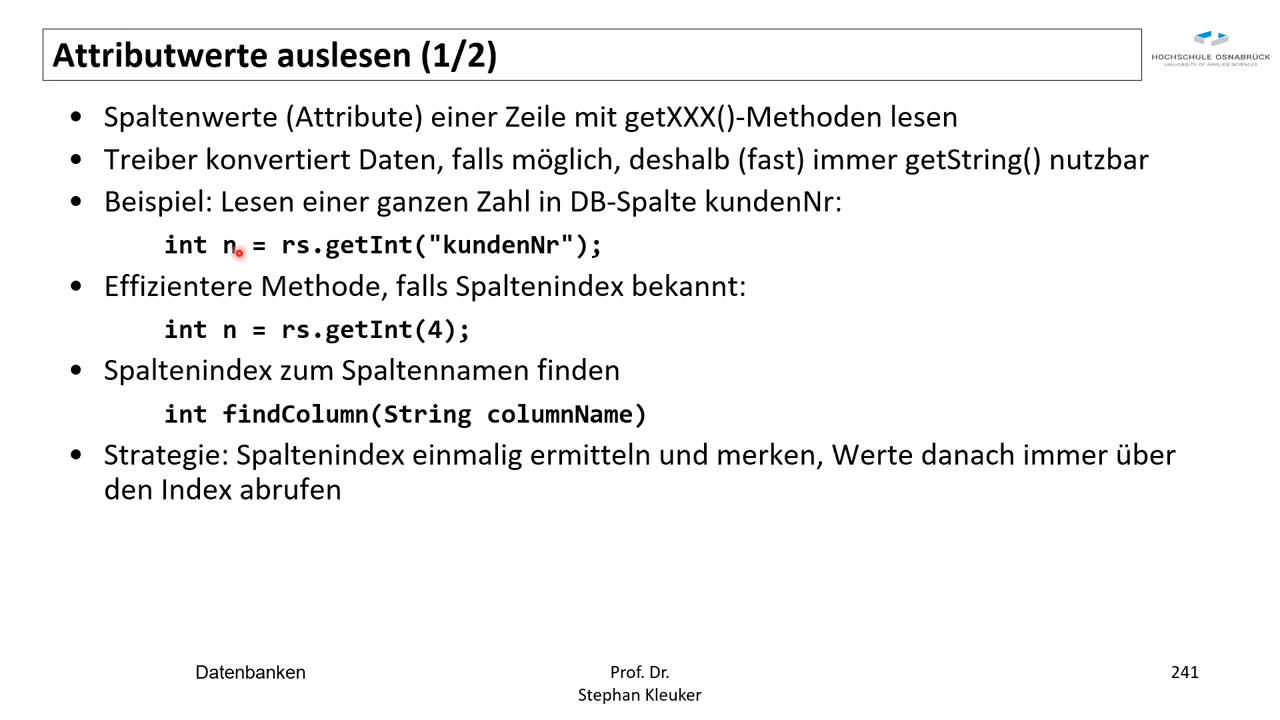 Attributwerte auslesen (1/2)
HOCHSCHULE OSNABRÜCK
UNIVERSITY OF APPLIED SCIENCES
• Spaltenwerte (Attribute) einer Zeile mit getXXX()-Methoden lesen
• Treiber konvertiert Daten, falls möglich, deshalb (fast) immer getString() nutzbar
• Beispiel: Lesen einer ganzen Zahl in DB-Spalte kundenNr:
int n = rs.getInt("kundenNr");
• Effizientere Methode, falls Spaltenindex bekannt:
int n = rs.getInt(4);
• Spaltenindex zum Spaltennamen finden
int findColumn(String columnName)
• Strategie: Spaltenindex einmalig ermitteln und merken, Werte danach immer über
den Index abrufen
Datenbanken
Prof. Dr.
Stephan Kleuker
241